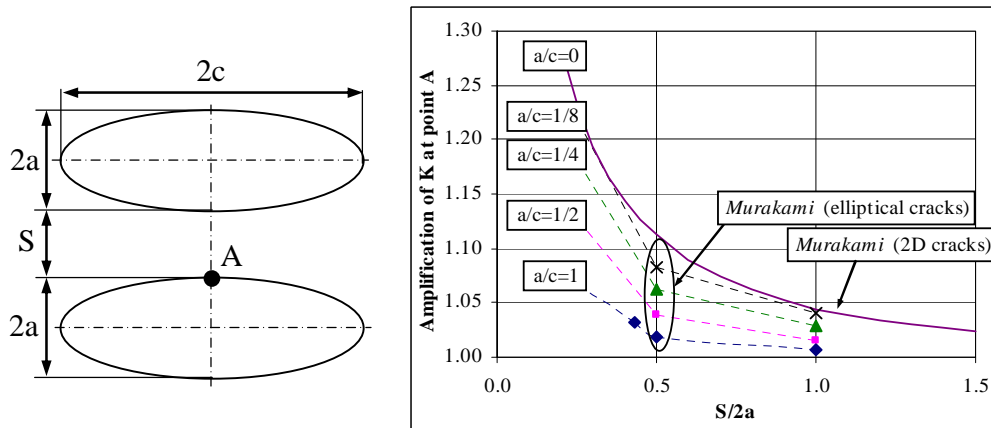 2c
2a
S
A
2a
Amplification of K at point A
1.30
1.25
1.20
1.15
1.10
1.05
1.00
a/c=0
a/c=1/8
a/c=1/4
a/c=1/2
a/c=1
Murakami (elliptical cracks)
Murakami (2D cracks)
0.0
0.5
1.0
1.5
S/2a